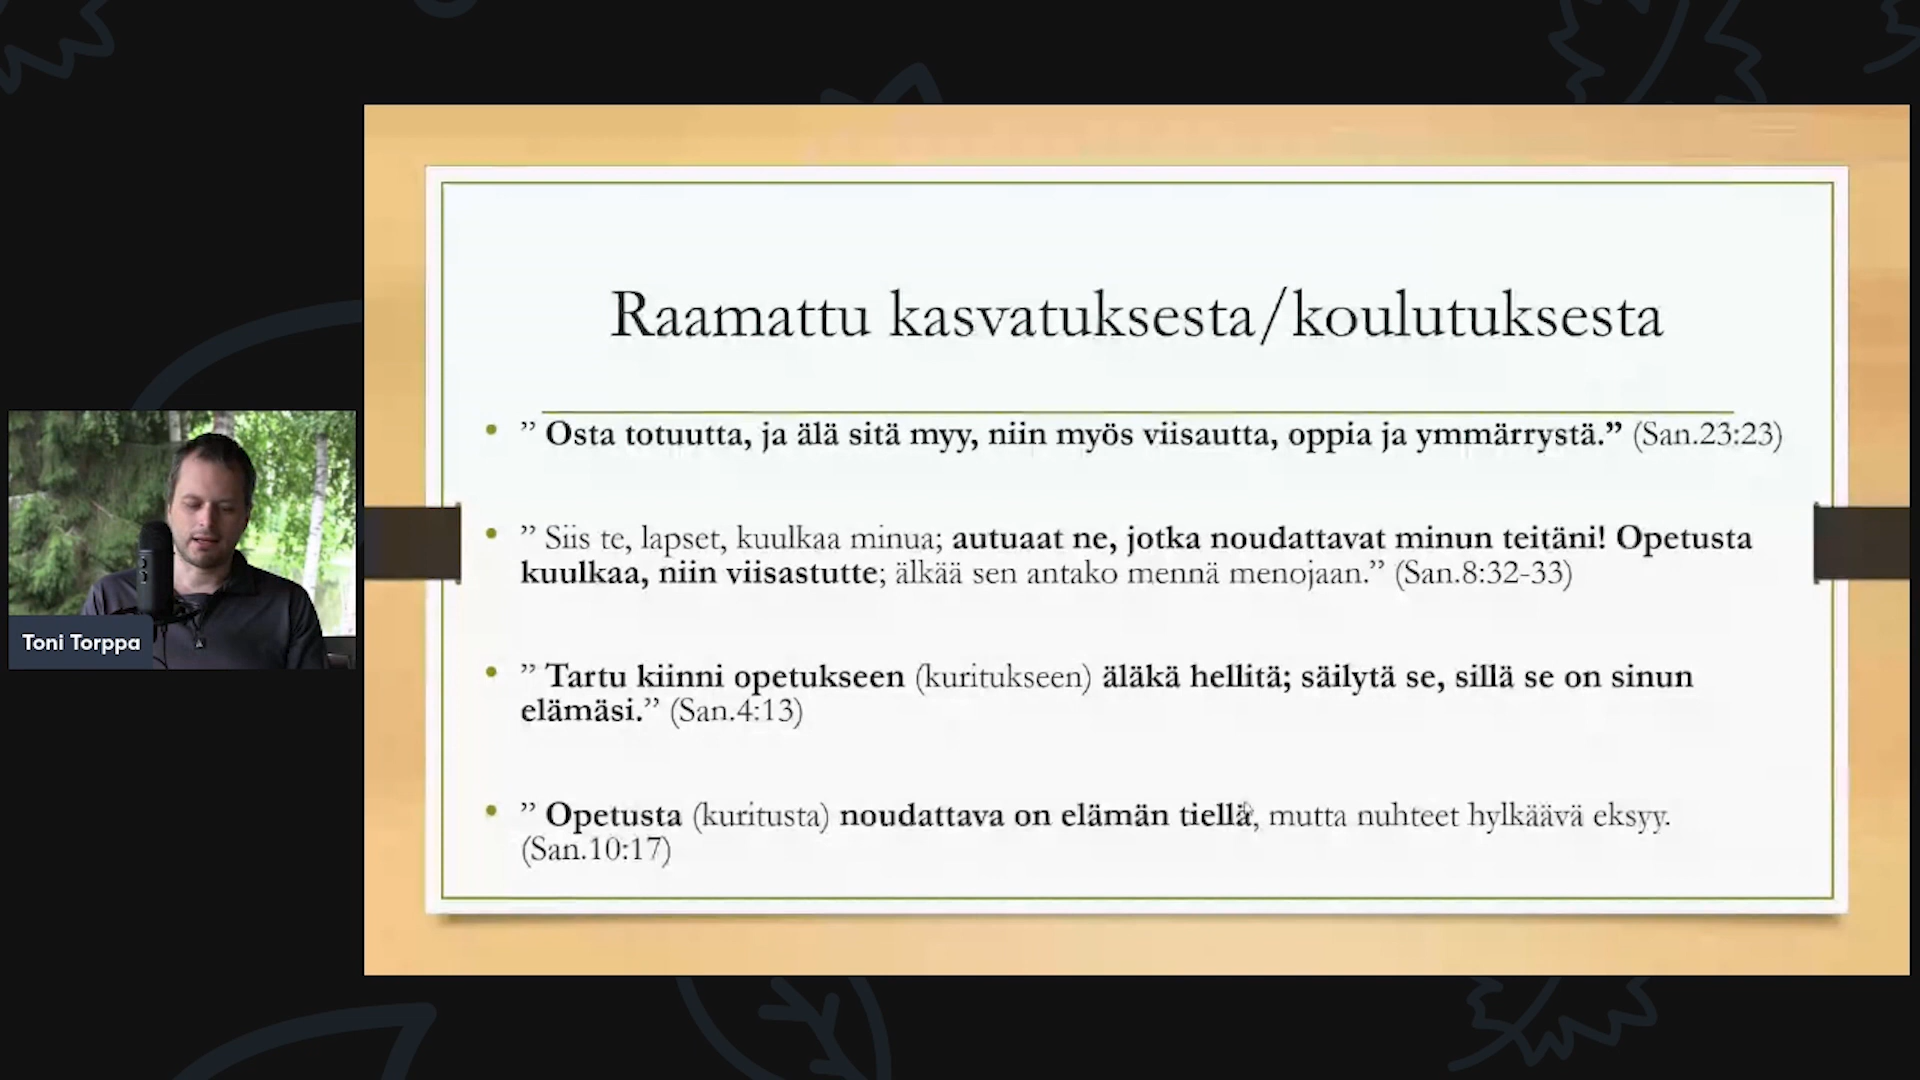 Raamattu kasvatuksesta/koulutuksesta
” Osta totuutta, ja älä sitä myy, niin myös viisautta, oppia ja ymmärrystä.” (San.23:23)
” Siis te, lapset, kuulkaa minua; autuaat ne, jotka noudattavat minun teitäni! Opetusta
kuulkaa, niin viisastutte; älkää sen antako mennä menojaan.” (San.8:32-33)
” Tartu kiinni opetukseen (kuritukseen) äläkä hellitä; säilytä se, sillä se on sinun
elämäsi.” (San.4:13)
” Opetusta (kuritusta) noudattava on elämän tiellä, mutta nuhteet hylkäävä eksyy.
(San.10:17)
Toni Torppa